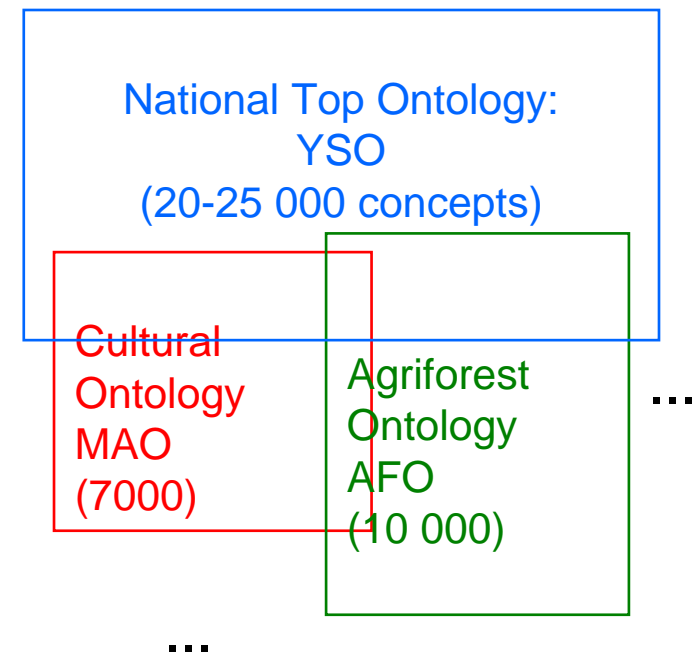 National Top Ontology:
YSO
(20-25 000 concepts)
Cultural
Ontology
MAO
(7000)
Agriforest
Ontology
AFO
(10 000)
...
...